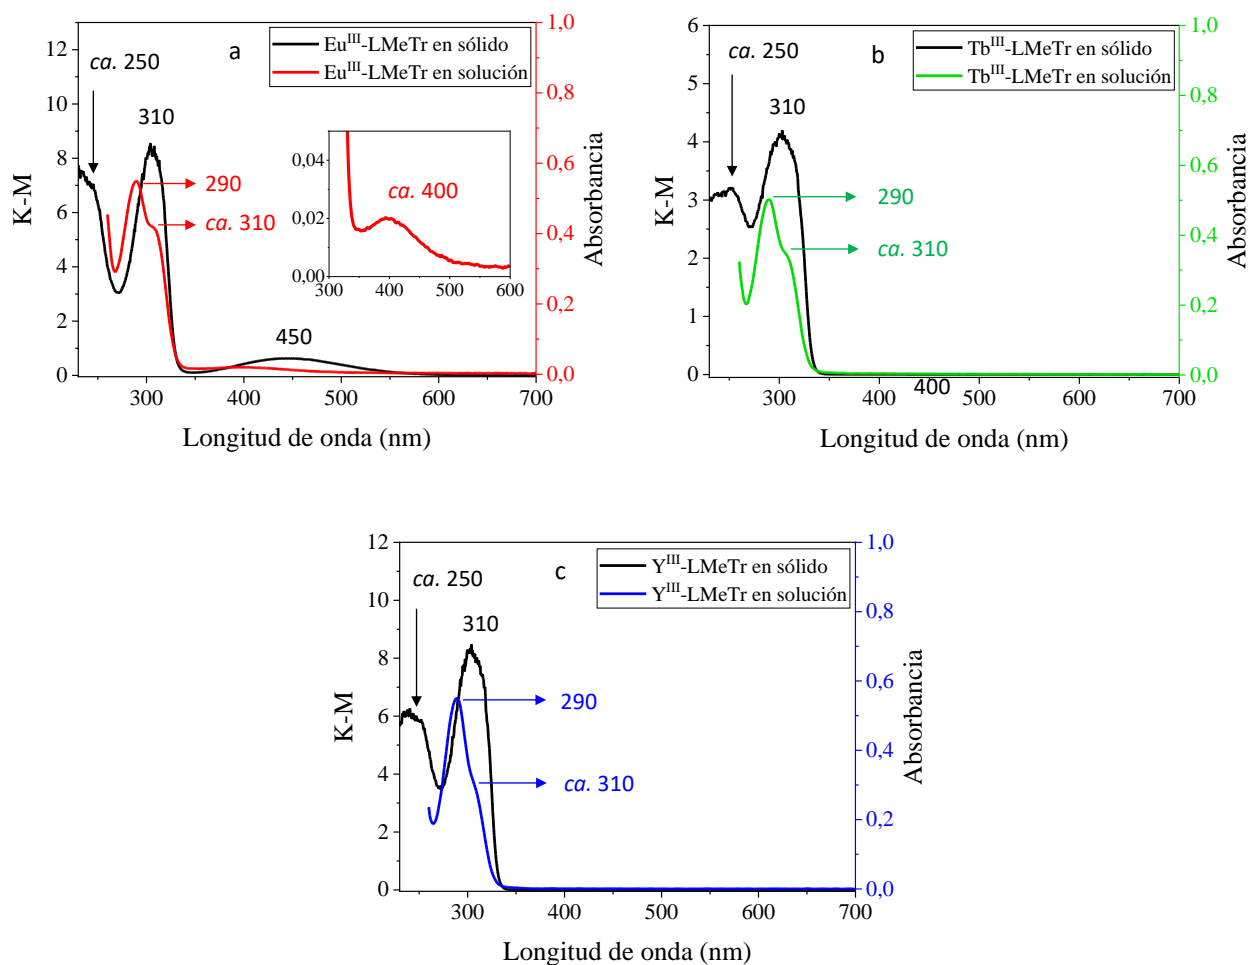 a
Eu^III-LMeTr en sólido
Eu^III-LMeTr en solución
ca. 250
310
290
ca. 310
450
ca. 400
0,04
0,02
0,00
300 400 500 600
12
10
8
6
4
2
0
K-M
1,0
0,8
0,6
0,4
0,2
0,0
Absorbancia
300 400 500 600 700
Longitud de onda (nm)
b
Tb^III-LMeTr en sólido
Tb^III-LMeTr en solución
ca. 250
310
290
ca. 310
400
6
5
4
3
2
1
0
K-M
1,0
0,8
0,6
0,4
0,2
0,0
Absorbancia
300 400 500 600 700
Longitud de onda (nm)
c
Y^III-LMeTr en sólido
Y^III-LMeTr en solución
ca. 250
310
290
ca. 310
12
10
8
6
4
2
0
K-M
1,0
0,8
0,6
0,4
0,2
0,0
Absorbancia
300 400 500 600 700
Longitud de onda (nm)